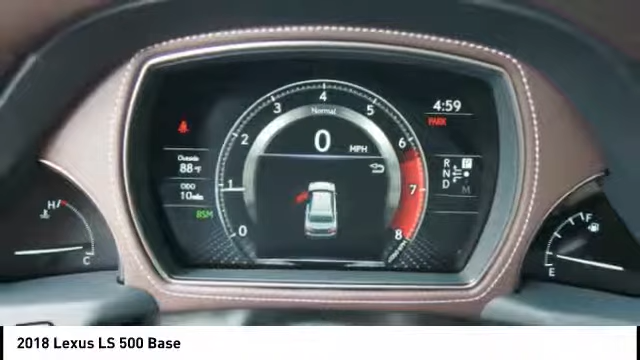 4
3 5
Normal
2 6
4:59
PARK
0 MPH
Outside
88°F
ODO
10miles
BSM
1 7
0 8
R P
N
D M
H
C
F
E
2018 Lexus LS 500 Base